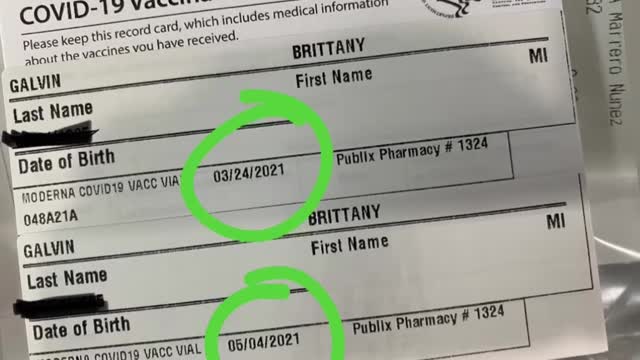 COVID-19 Vaccin
Please keep this record card, which includes medical information
about the vaccines you have received.
GALVIN BRITTANY
Last Name First Name MI
Date of Birth
MODERNA COVID19 VACC VIAL 03/24/2021 Publix Pharmacy # 1324
048A21A
GALVIN BRITTANY
Last Name First Name MI
Date of Birth
MODERNA COVID19 VACC VIAL 05/04/2021 Publix Pharmacy # 1324
A Marrero Nunez